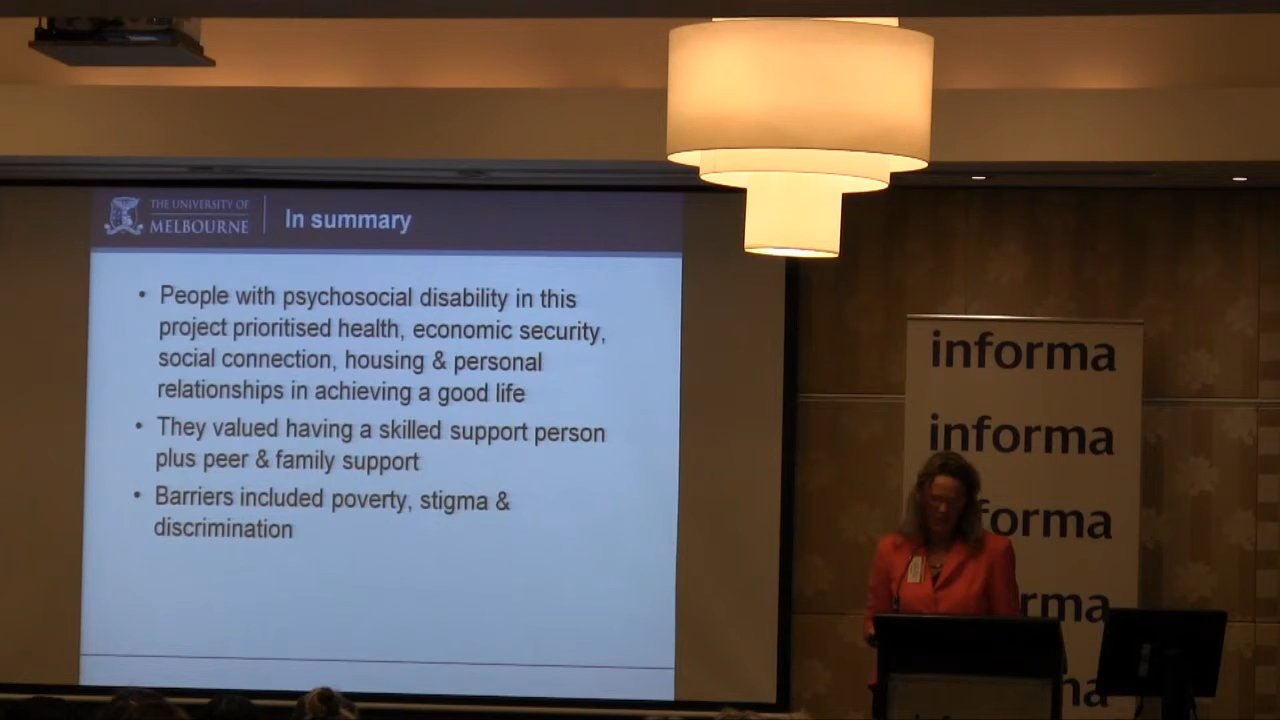 THE UNIVERSITY OF
MELBOURNE
In summary
• People with psychosocial disability in this
project prioritised health, economic security,
social connection, housing & personal
relationships in achieving a good life
• They valued having a skilled support person
plus peer & family support
• Barriers included poverty, stigma &
discrimination
informa
informa
forma
rma
na